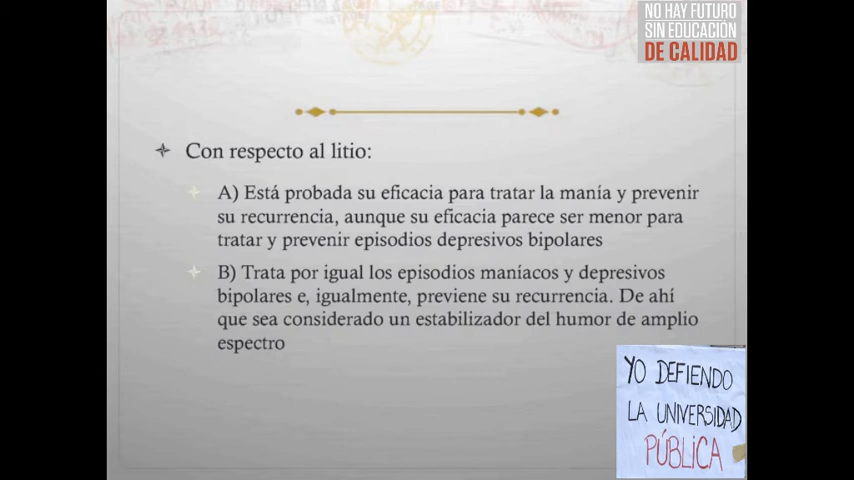 NO HAY FUTURO
SIN EDUCACIÓN
DE CALIDAD
Con respecto al litio:
A) Está probada su eficacia para tratar la manía y prevenir
su recurrencia, aunque su eficacia parece ser menor para
tratar y prevenir episodios depresivos bipolares
B) Trata por igual los episodios maníacos y depresivos
bipolares e, igualmente, previene su recurrencia. De ahí
que sea considerado un estabilizador del humor de amplio
espectro
YO DEFIENDO
LA UNIVERSIDAD
PÚBLICA